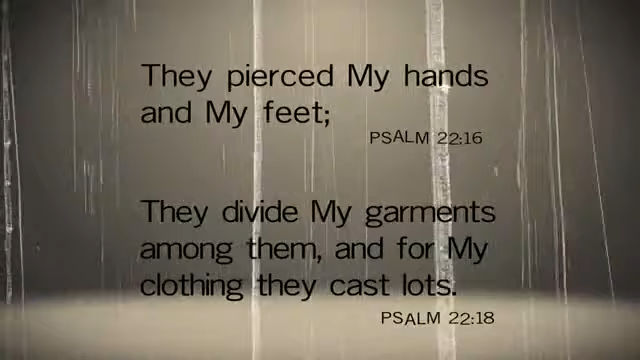 They pierced My hands
and My feet;
PSALM 22:16
They divide My garments
among them, and for My
clothing they cast lots.
PSALM 22:18